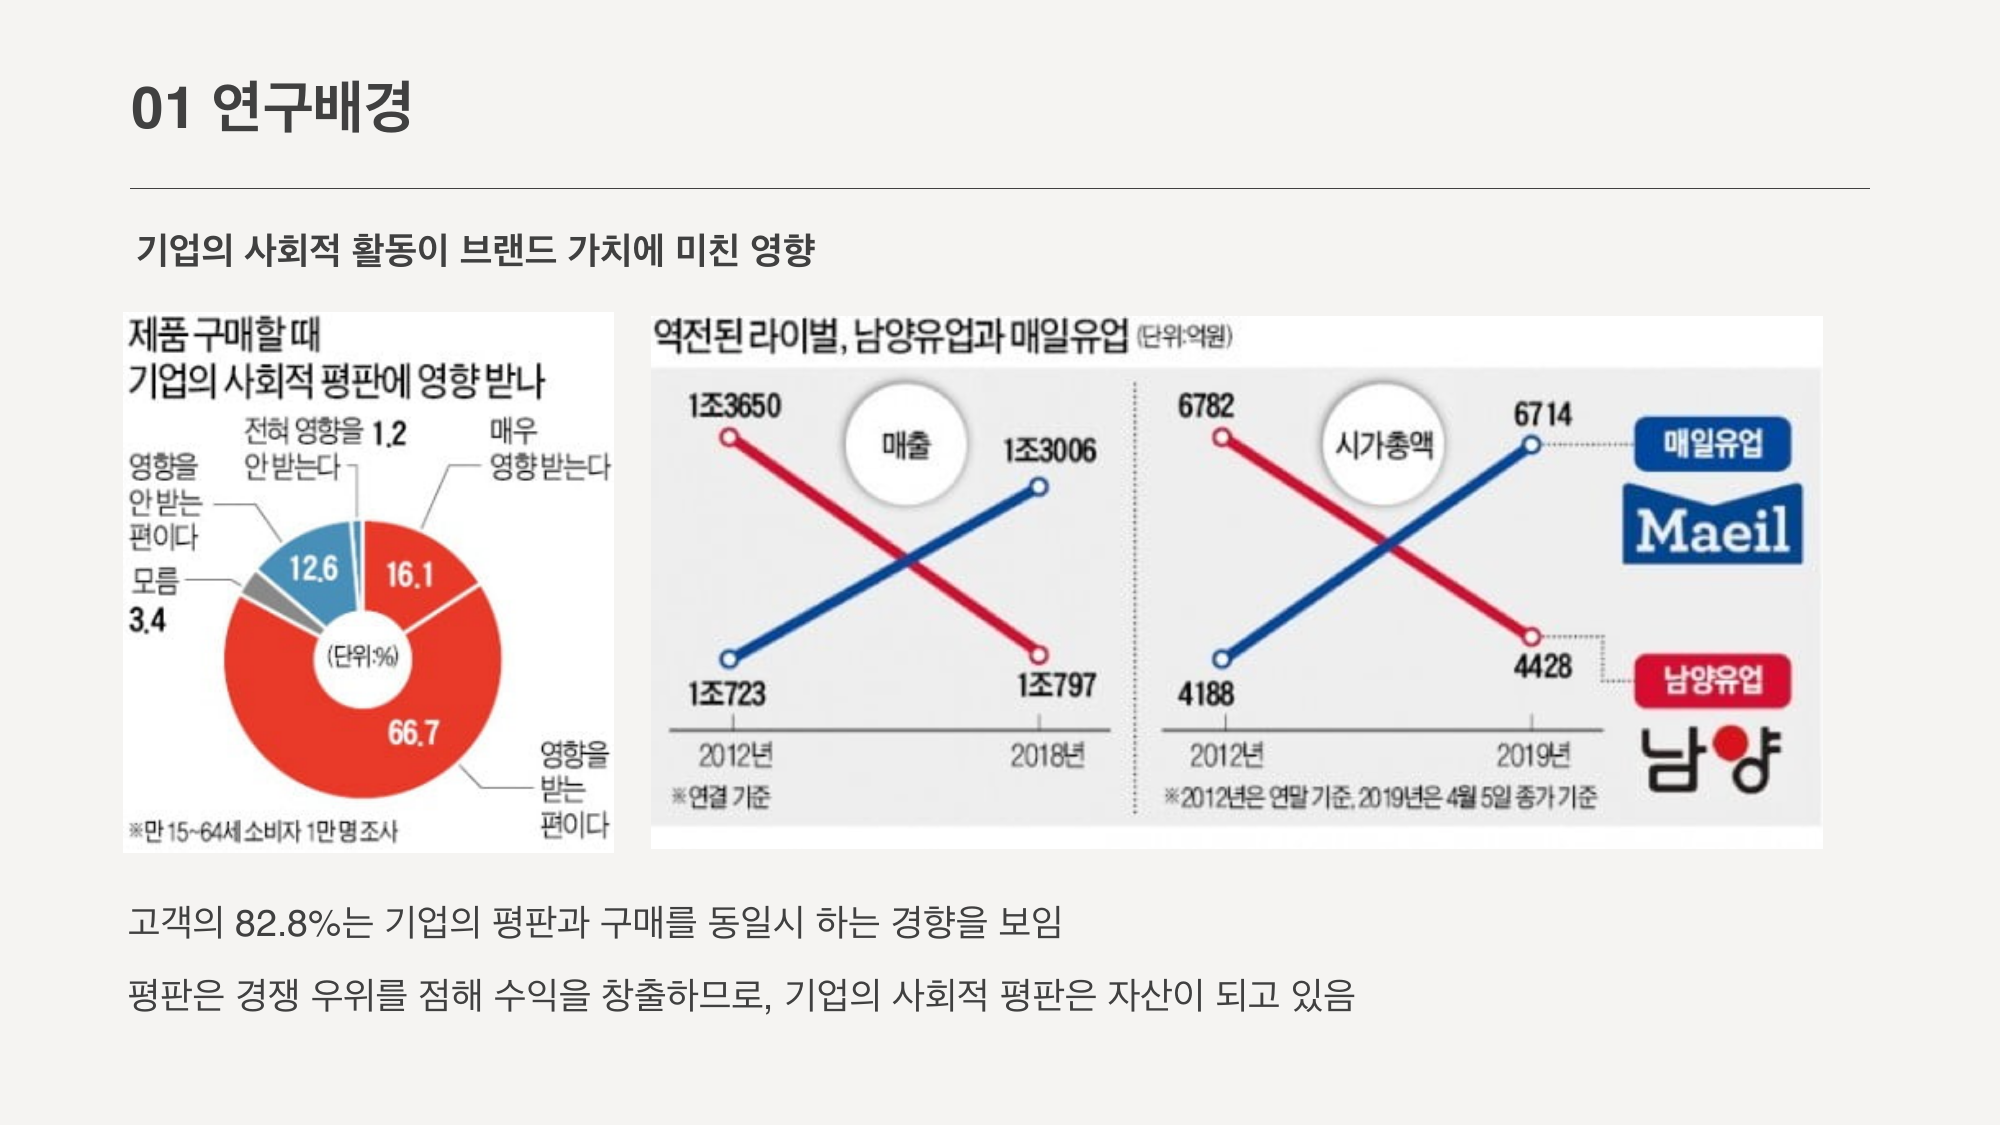 01 연구배경
기업의 사회적 활동이 브랜드 가치에 미친 영향
제품 구매할 때
기업의 사회적 평판에 영향 받나
전혀 영향을 1.2
안 받는다
매우
영향 받는다
영향을
안 받는
편이다
모름
3.4
12.6
16.1
(단위:%)
66.7
영향을
받는
편이다
※만 15~64세 소비자 1만 명 조사
역전된 라이벌, 남양유업과 매일유업 (단위:억원)
1조3650
매출
1조3006
1조723
1조797
2012년
2018년
※연결 기준
6782
시가총액
6714
4188
4428
2012년
2019년
※2012년은 연말 기준, 2019년은 4월 5일 종가 기준
매일유업
Maeil
남양유업
남양
고객의 82.8%는 기업의 평판과 구매를 동일시 하는 경향을 보임
평판은 경쟁 우위를 점해 수익을 창출하므로, 기업의 사회적 평판은 자산이 되고 있음